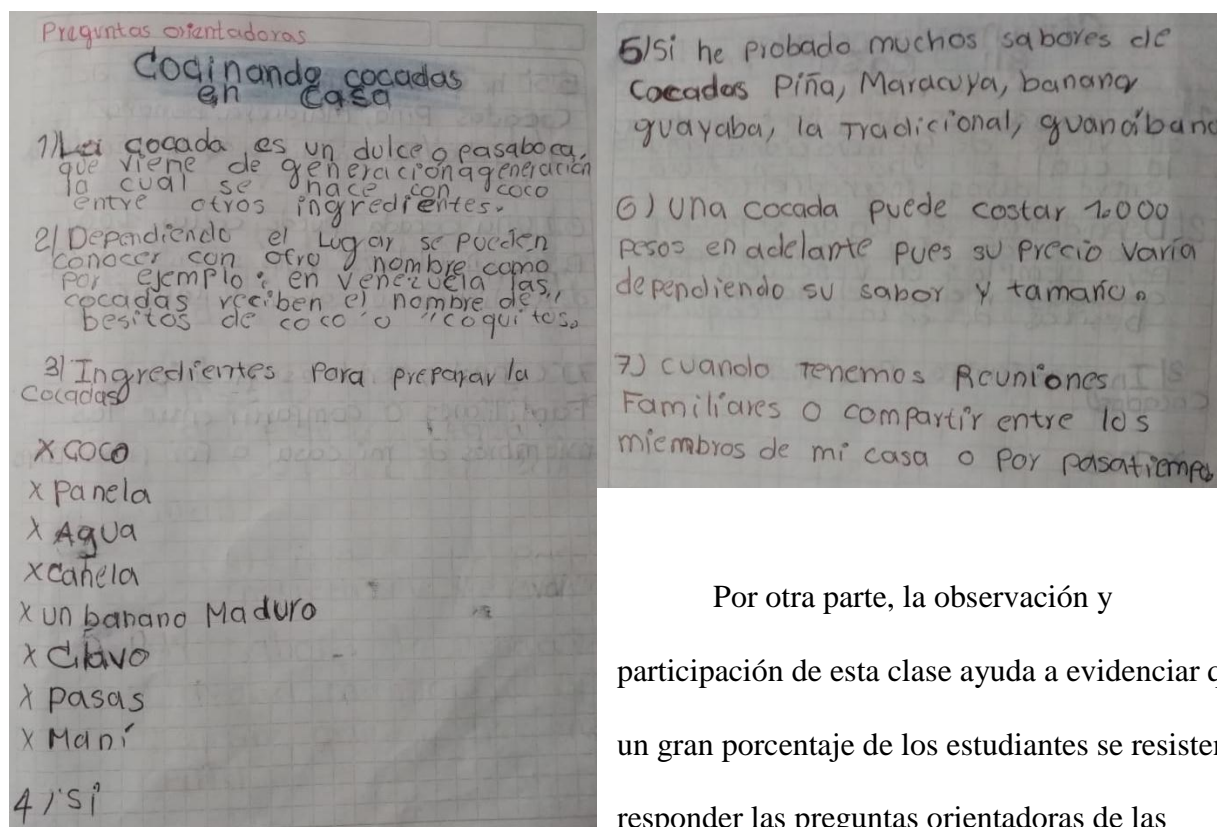 Preguntas orientadoras
Cocinando cocadas
en casa
1) La cocada es un dulce o pasaboca,
que viene de generacion a generación
la cual se hace con coco
entre otros ingredientes.
2) Dependiendo el Lugar se pueden
conocer con otro nombre como
por ejemplo: en venezuela las
cocadas reciben el nombre de "
besitos de coco" o "coquitos.
3) Ingredientes para preparar la
cocadas
x coco
x panela
x Agua
x canela
x un banano Maduro
x Clavo
x pasas
x Maní
4) si
5) Si he probado muchos sabores de
cocadas Piña, Maracuya, banano
guayaba, la Tradicional, guanabano
6) Una cocada puede costar 1.000
pesos en adelante pues su precio varía
dependiendo su sabor y tamaño.
7) cuando Tenemos Reuniones
Familiares o compartir entre los
miembros de mi casa o por pasatiempo
Por otra parte, la observación y
participación de esta clase ayuda a evidenciar q
un gran porcentaje de los estudiantes se resisten
responder las preguntas orientadoras de las